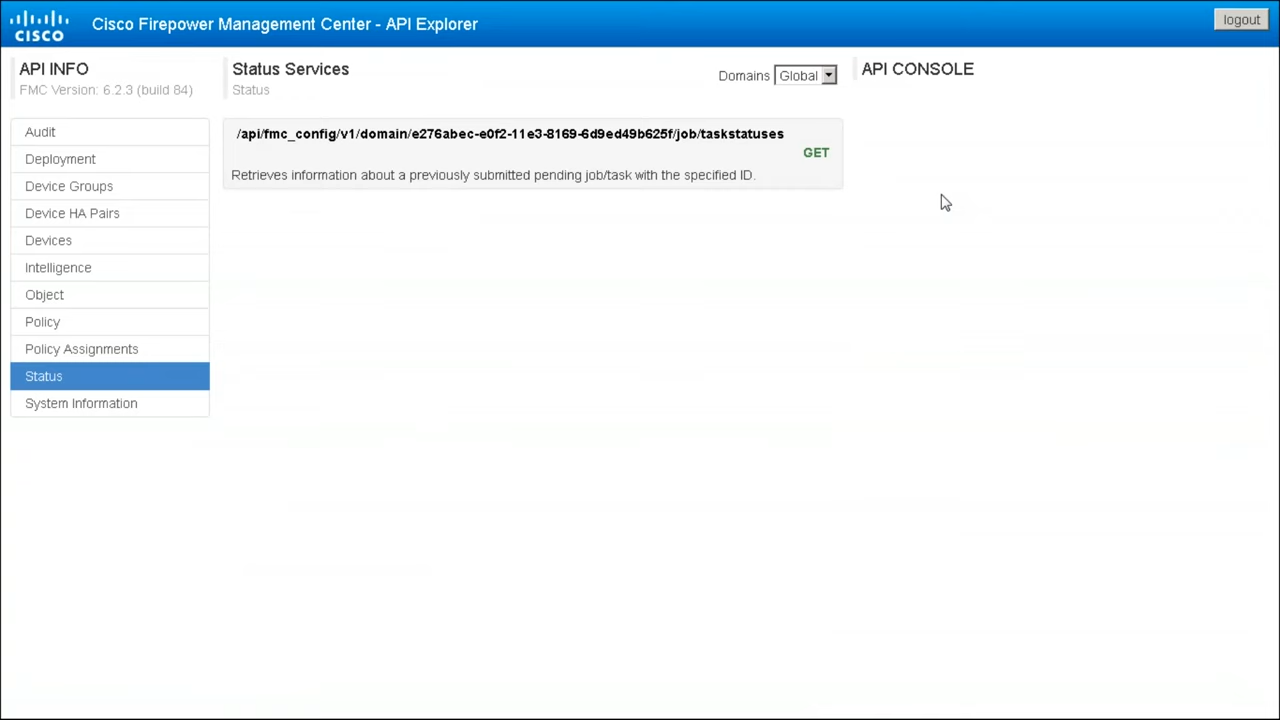 cisco
Cisco Firepower Management Center - API Explorer
logout
API INFO
FMC Version: 6.2.3 (build 84)
Audit
Deployment
Device Groups
Device HA Pairs
Devices
Intelligence
Object
Policy
Policy Assignments
Status
System Information
Status Services
Status
Domains Global
/api/fmc_config/v1/domain/e276abec-e0f2-11e3-8169-6d9ed49b625f/job/taskstatuses
GET
Retrieves information about a previously submitted pending job/task with the specified ID.
API CONSOLE